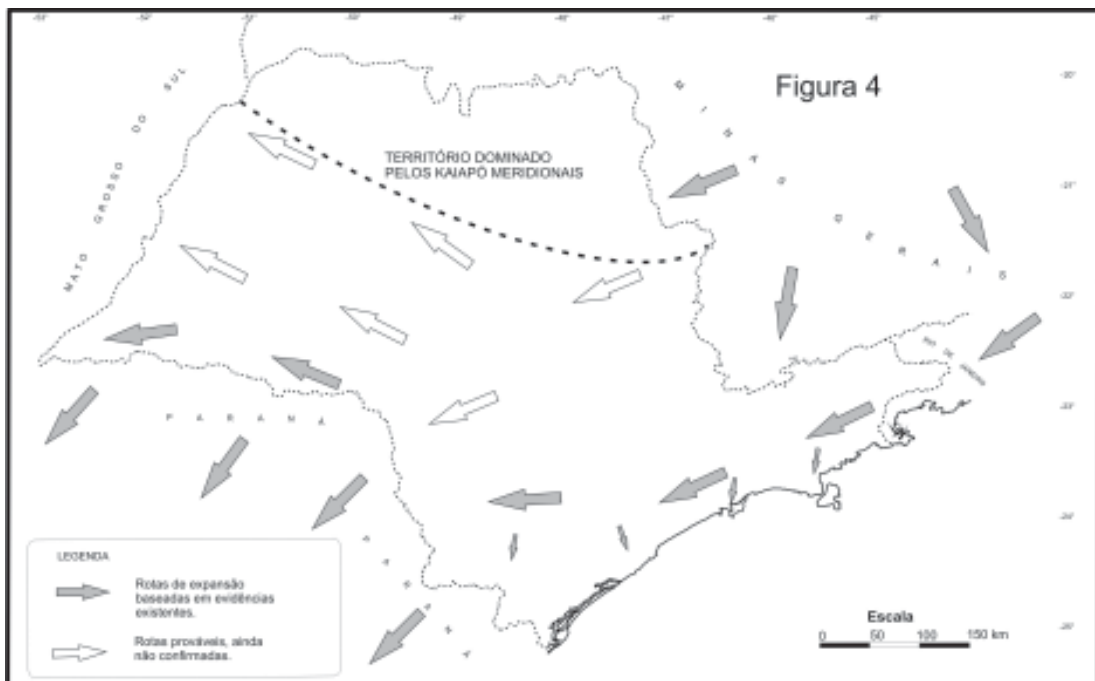 Figura 4
MINAS GERAIS
MATO GROSSO DO SUL
TERRITÓRIO DOMINADO
PELOS KAIAPÓ MERIDIONAIS
RIO DE JANEIRO
PARANÁ
LEGENDA
Rotas de expansão
baseadas em evidências
existentes.
Rotas prováveis, ainda
não confirmadas.
Escala
0 50 100 150 km